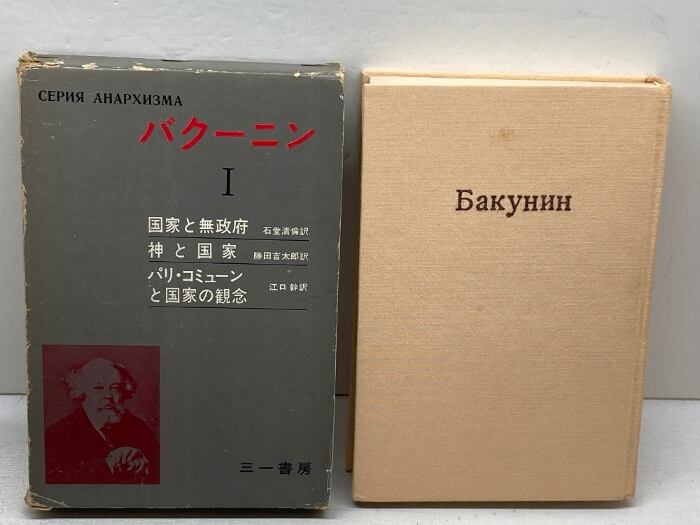 СЕРИЯ АНАРХИЗМА
バクーニン
I
国家と無政府 石堂清倫訳
神と国家 勝田吉太郎訳
パリ・コミューン
と国家の観念 江口幹訳
三一書房
Бакунин